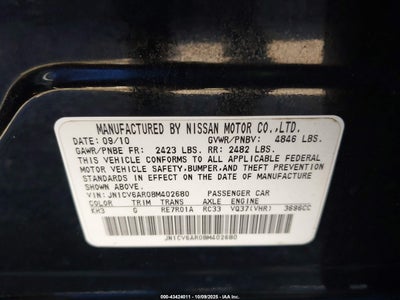 MANUFACTURED BY NISSAN MOTOR CO.,LTD.
DATE: 09/10 GVWR/PNBV: 4846 LBS.
GAWR/PNBE FR: 2423 LBS. RR: 2482 LBS.
THIS VEHICLE CONFORMS TO ALL APPLICABLE FEDERAL
MOTOR VEHICLE SAFETY,BUMPER,AND THEFT PREVENTION
STANDARDS IN EFFECT ON THE DATE OF MANUFACTURE
SHOWN ABOVE.
VIN:JN1CV6AR0BM402680 PASSENGER CAR
COLOR TRIM TRANS AXLE ENGINE
KH3 G RE7R01A RC33 VQ37(VHR) 3696CC
JN1CV6AR0BM402680
000-43424011 - 10/09/2025 - IAA